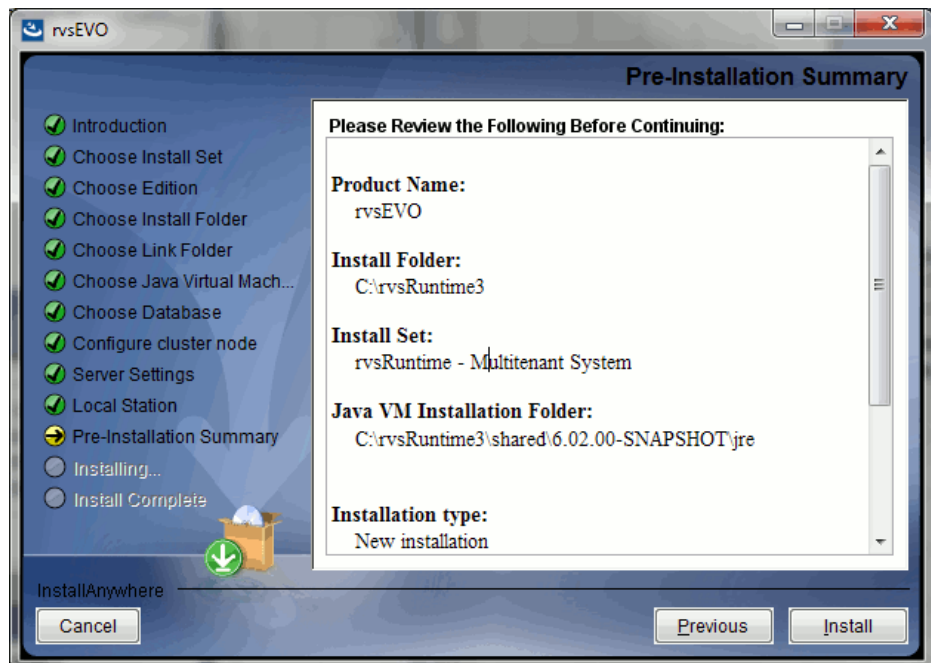 rvsEVO
Pre-Installation Summary
Introduction
Choose Install Set
Choose Edition
Choose Install Folder
Choose Link Folder
Choose Java Virtual Mach...
Choose Database
Configure cluster node
Server Settings
Local Station
Pre-Installation Summary
Installing...
Install Complete
Please Review the Following Before Continuing:
Product Name:
rvsEVO
Install Folder:
C:\rvsRuntime3
Install Set:
rvsRuntime - Multitenant System
Java VM Installation Folder:
C:\rvsRuntime3\shared\6.02.00-SNAPSHOT\jre
Installation type:
New installation
InstallAnywhere
Cancel
Previous
Install